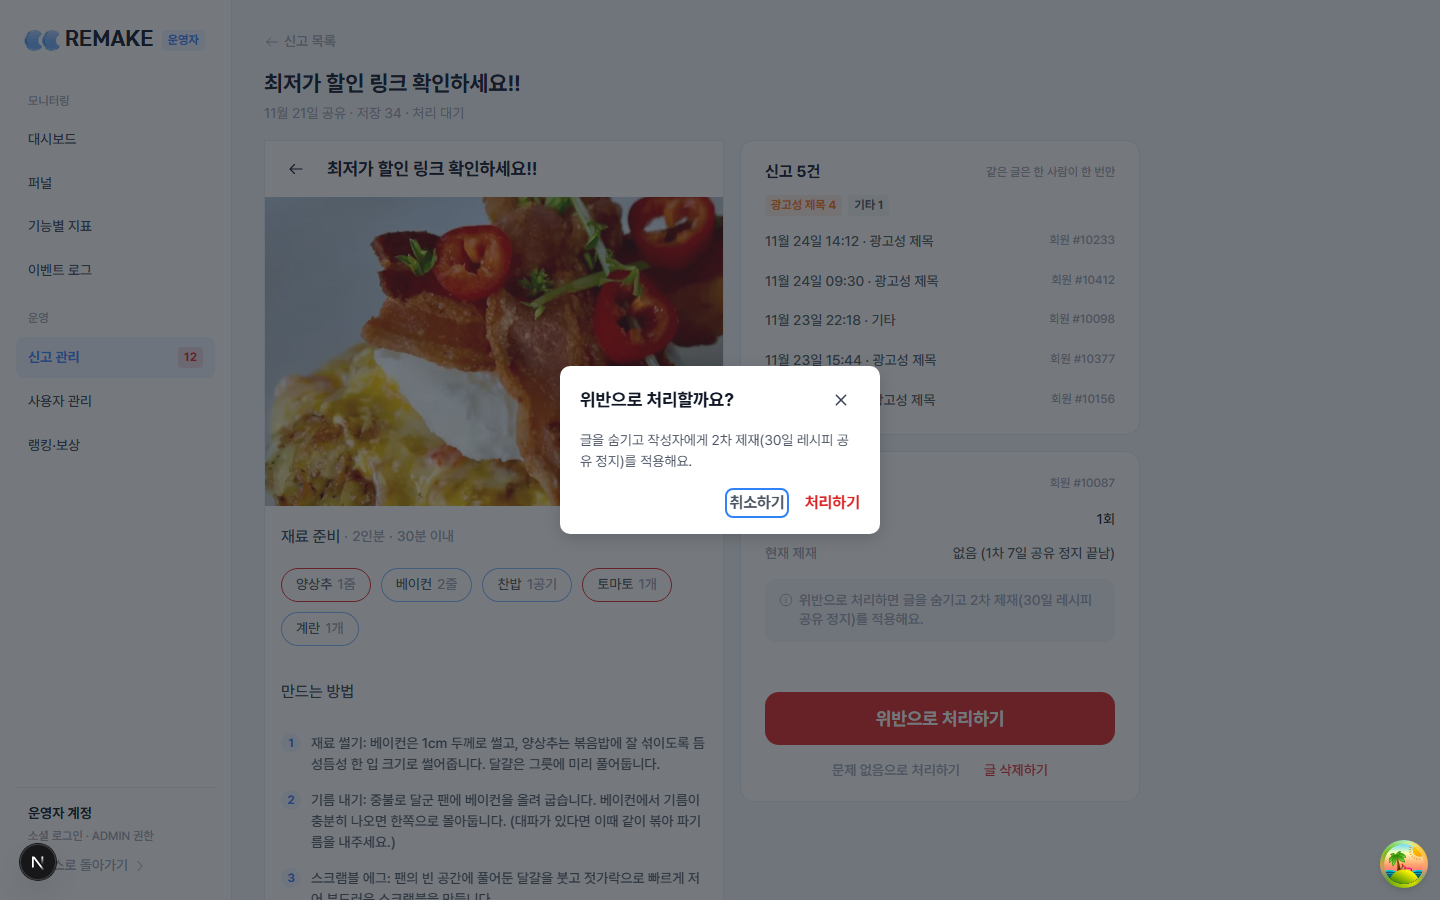 REMAKE 운영자
모니터링
대시보드
퍼널
기능별 지표
이벤트 로그
운영
신고 관리 12
사용자 관리
랭킹·보상
운영자 계정
소셜 로그인 · ADMIN 권한
스로 돌아가기
N
← 신고 목록
최저가 할인 링크 확인하세요!!
11월 21일 공유 · 저장 34 · 처리 대기
← 최저가 할인 링크 확인하세요!!
재료 준비 · 2인분 · 30분 이내
양상추 1줌 베이컨 2줄 찬밥 1공기 토마토 1개
계란 1개
만드는 방법
1 재료 썰기: 베이컨은 1cm 두께로 썰고, 양상추는 볶음밥에 잘 섞이도록 듬
성듬성 한 입 크기로 썰어줍니다. 달걀은 그릇에 미리 풀어둡니다.
2 기름 내기: 중불로 달군 팬에 베이컨을 올려 굽습니다. 베이컨에서 기름이
충분히 나오면 한쪽으로 몰아둡니다. (대파가 있다면 이때 같이 볶아 파기
름을 내주세요.)
3 스크램블 에그: 팬의 빈 공간에 풀어둔 달걀을 붓고 젓가락으로 빠르게 저
어 부드러운 스크램블을 만듭니다.
신고 5건 같은 글은 한 사람이 한 번만
광고성 제목 4 기타 1
11월 24일 14:12 · 광고성 제목 회원 #10233
11월 24일 09:30 · 광고성 제목 회원 #10412
11월 23일 22:18 · 기타 회원 #10098
11월 23일 15:44 · 광고성 제목 회원 #10377
광고성 제목 회원 #10156
위반으로 처리할까요?
글을 숨기고 작성자에게 2차 제재(30일 레시피 공
유 정지)를 적용해요.
취소하기 처리하기
회원 #10087
1회
현재 제재 없음 (1차 7일 공유 정지 끝남)
위반으로 처리하면 글을 숨기고 2차 제재(30일 레시피
공유 정지)를 적용해요.
위반으로 처리하기
문제 없음으로 처리하기 글 삭제하기